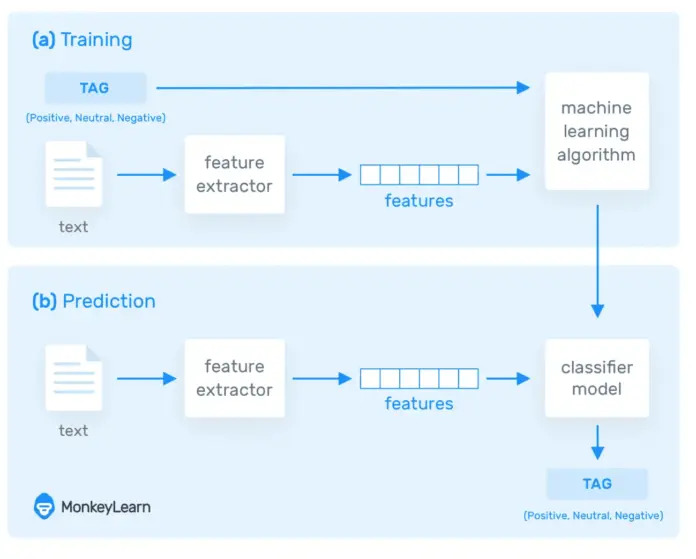 (a) Training
TAG
(Positive, Neutral, Negative)
text
feature
extractor
features
machine
learning
algorithm
(b) Prediction
text
feature
extractor
features
classifier
model
TAG
(Positive, Neutral, Negative)
MonkeyLearn